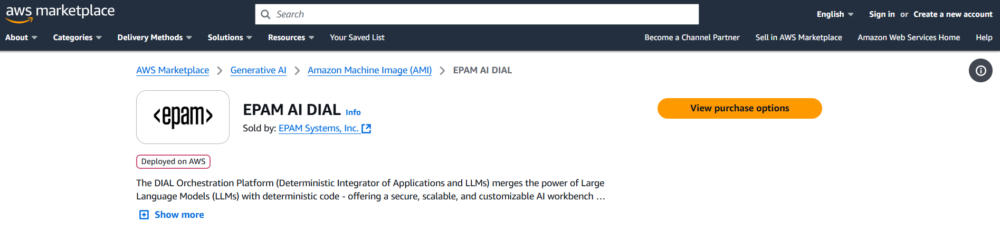 aws marketplace
Search
English
Sign in or Create a new account
About
Categories
Delivery Methods
Solutions
Resources
Your Saved List
Become a Channel Partner
Sell in AWS Marketplace
Amazon Web Services Home
Help
AWS Marketplace > Generative AI > Amazon Machine Image (AMI) > EPAM AI DIAL
<epam>
EPAM AI DIAL Info
Sold by: EPAM Systems, Inc.
View purchase options
Deployed on AWS
The DIAL Orchestration Platform (Deterministic Integrator of Applications and LLMs) merges the power of Large
Language Models (LLMs) with deterministic code - offering a secure, scalable, and customizable AI workbench ...
Show more